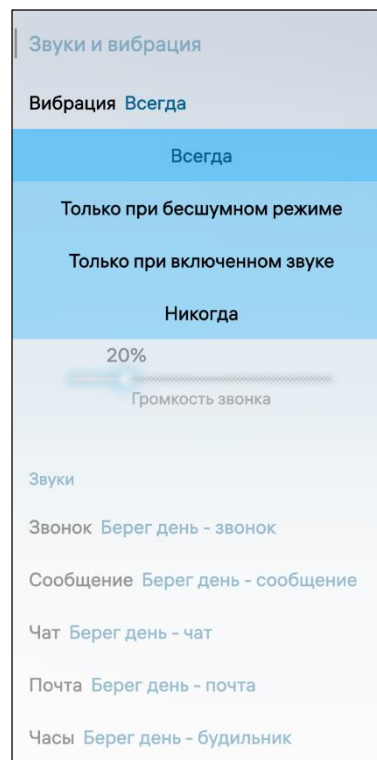 Звуки и вибрация
Вибрация Всегда
Всегда
Только при бесшумном режиме
Только при включенном звуке
Никогда
20%
Громкость звонка
Звуки
Звонок Берег день - звонок
Сообщение Берег день - сообщение
Чат Берег день - чат
Почта Берег день - почта
Часы Берег день - будильник